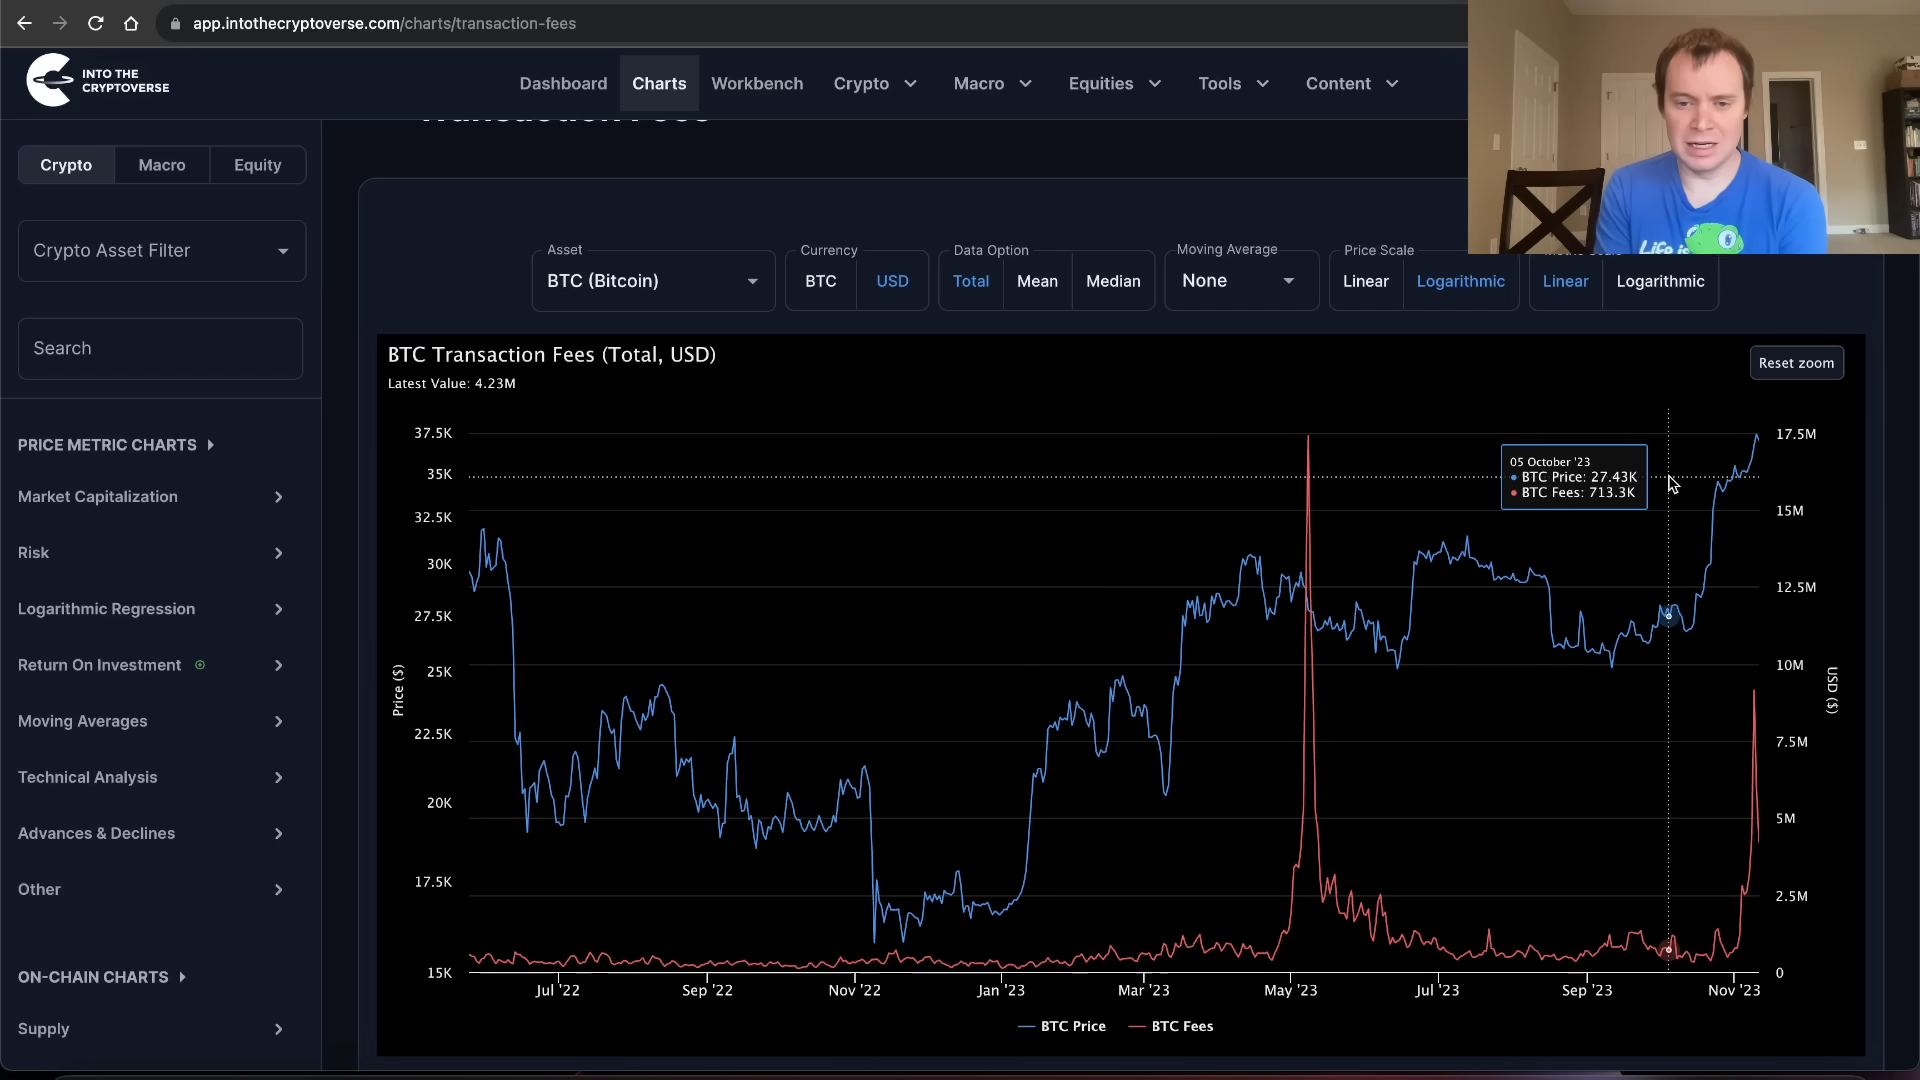 app.intothecryptoverse.com/charts/transaction-fees
INTO THE
CRYPTOVERSE
Dashboard Charts Workbench Crypto Macro Equities Tools Content
Crypto Macro Equity
Crypto Asset Filter
Search
PRICE METRIC CHARTS
Market Capitalization
Risk
Logarithmic Regression
Return On Investment
Moving Averages
Technical Analysis
Advances & Declines
Other
ON-CHAIN CHARTS
Supply
Transaction Fees
Asset
BTC (Bitcoin)
Currency
BTC USD
Data Option
Total Mean Median
Moving Average
None
Price Scale
Linear Logarithmic
Linear Logarithmic
Life is
BTC Transaction Fees (Total, USD)
Latest Value: 4.23M
Reset zoom
37.5K
35K
32.5K
30K
27.5K
25K
22.5K
20K
17.5K
15K
Price ($)
05 October '23
BTC Price: 27.43K
BTC Fees: 713.3K
17.5M
15M
12.5M
10M
7.5M
5M
2.5M
0
USD ($)
Jul '22 Sep '22 Nov '22 Jan '23 Mar '23 May '23 Jul '23 Sep '23 Nov '23
BTC Price BTC Fees